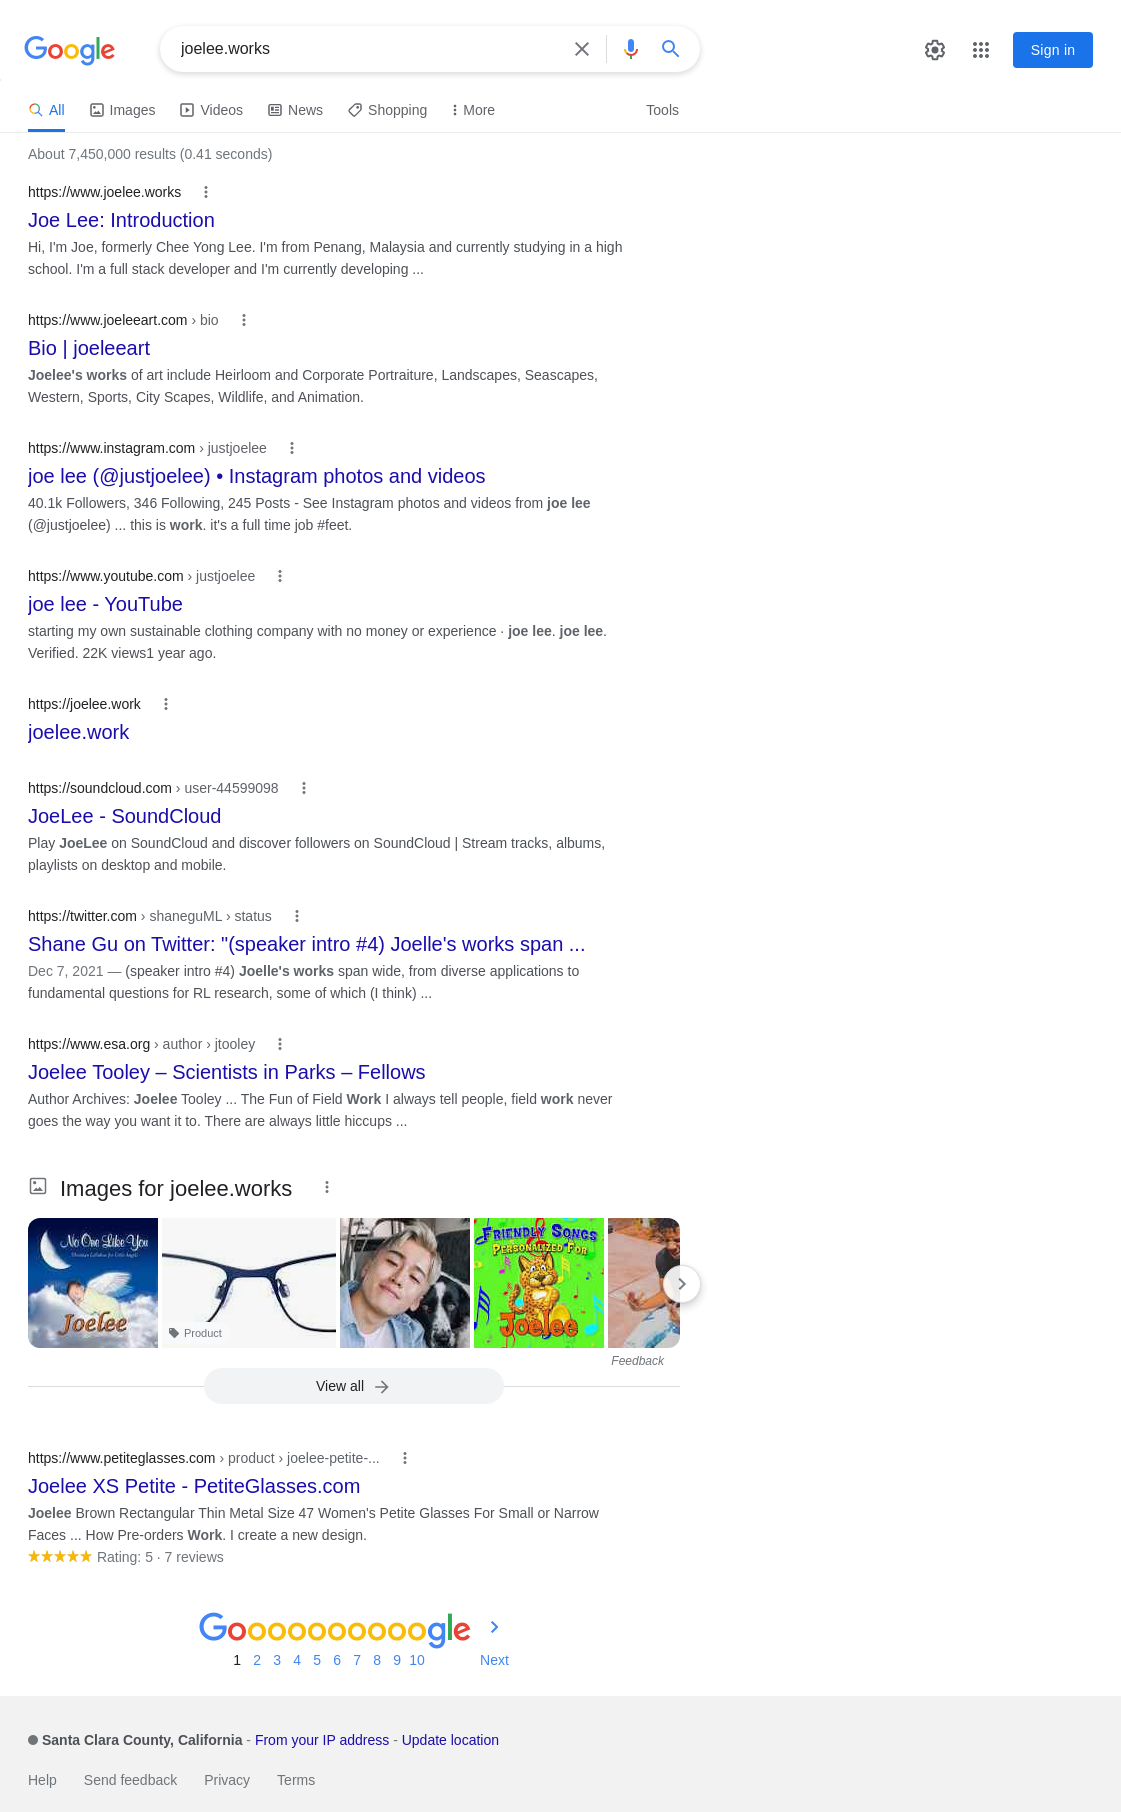 Google
joelee.works
Sign in
All
Images
Videos
News
Shopping
More
Tools
About 7,450,000 results (0.41 seconds)
https://www.joelee.works
Joe Lee: Introduction
Hi, I'm Joe, formerly Chee Yong Lee. I'm from Penang, Malaysia and currently studying in a high
school. I'm a full stack developer and I'm currently developing ...
https://www.joeleeart.com › bio
Bio | joeleeart
Joelee's works of art include Heirloom and Corporate Portraiture, Landscapes, Seascapes,
Western, Sports, City Scapes, Wildlife, and Animation.
https://www.instagram.com › justjoelee
joe lee (@justjoelee) • Instagram photos and videos
40.1k Followers, 346 Following, 245 Posts - See Instagram photos and videos from joe lee
(@justjoelee) ... this is work. it's a full time job #feet.
https://www.youtube.com › justjoelee
joe lee - YouTube
starting my own sustainable clothing company with no money or experience · joe lee. joe lee.
Verified. 22K views1 year ago.
https://joelee.work
joelee.work
https://soundcloud.com › user-44599098
JoeLee - SoundCloud
Play JoeLee on SoundCloud and discover followers on SoundCloud | Stream tracks, albums,
playlists on desktop and mobile.
https://twitter.com › shaneguML › status
Shane Gu on Twitter: "(speaker intro #4) Joelle's works span ...
Dec 7, 2021 — (speaker intro #4) Joelle's works span wide, from diverse applications to
fundamental questions for RL research, some of which (I think) ...
https://www.esa.org › author › jtooley
Joelee Tooley – Scientists in Parks – Fellows
Author Archives: Joelee Tooley ... The Fun of Field Work I always tell people, field work never
goes the way you want it to. There are always little hiccups ...
Images for joelee.works
No One Like You
Christian Lullabies for Little Angels
Joelee
Product
FRIENDLY SONGS
PERSONALIZED FOR
Joelee
Feedback
View all
https://www.petiteglasses.com › product › joelee-petite-...
Joelee XS Petite - PetiteGlasses.com
Joelee Brown Rectangular Thin Metal Size 47 Women's Petite Glasses For Small or Narrow
Faces ... How Pre-orders Work. I create a new design.
Rating: 5 · 7 reviews
Goooooooooogle
1 2 3 4 5 6 7 8 9 10 Next
Santa Clara County, California - From your IP address - Update location
Help
Send feedback
Privacy
Terms